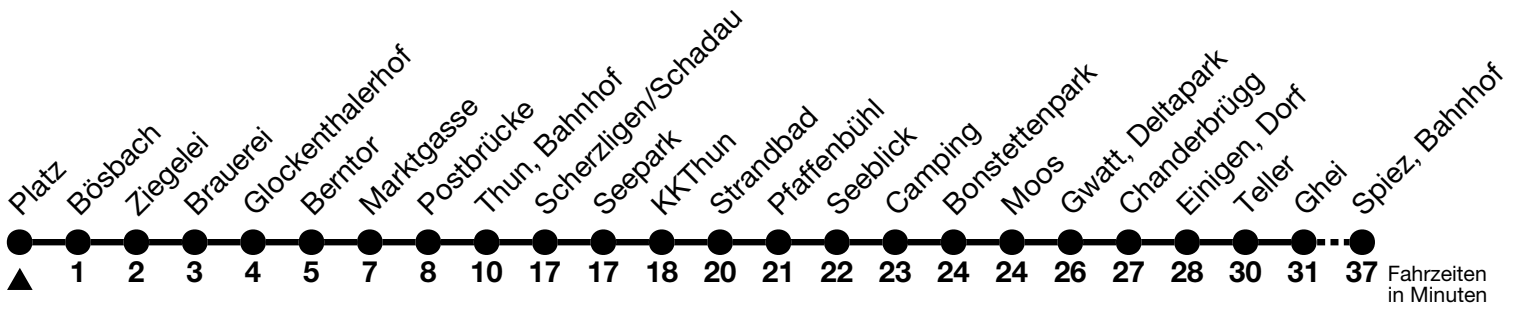 Platz
Bösbach
Ziegelei
Brauerei
Glockenthalerhof
Berntor
Marktgasse
Postbrücke
Thun, Bahnhof
Scherzligen/Schadau
Seepark
KKThun
Strandbad
Pfaffenbühl
Seeblick
Camping
Bonstettenpark
Moos
Gwatt, Deltapark
Chanderbrügg
Einigen, Dorf
Teller
Ghei
Spiez, Bahnhof
1 2 3 4 5 7 8 10 17 17 18 20 21 22 23 24 24 26 27 28 30 31 37
Fahrzeiten
in Minuten